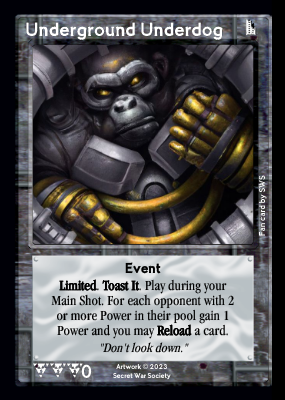 Underground Underdog
Fan card by SWS
Event
Limited. Toast It. Play during your
Main Shot. For each opponent with 2
or more Power in their pool gain 1
Power and you may Reload a card.
"Don't look down."
0
Artwork © 2023
Secret War Society